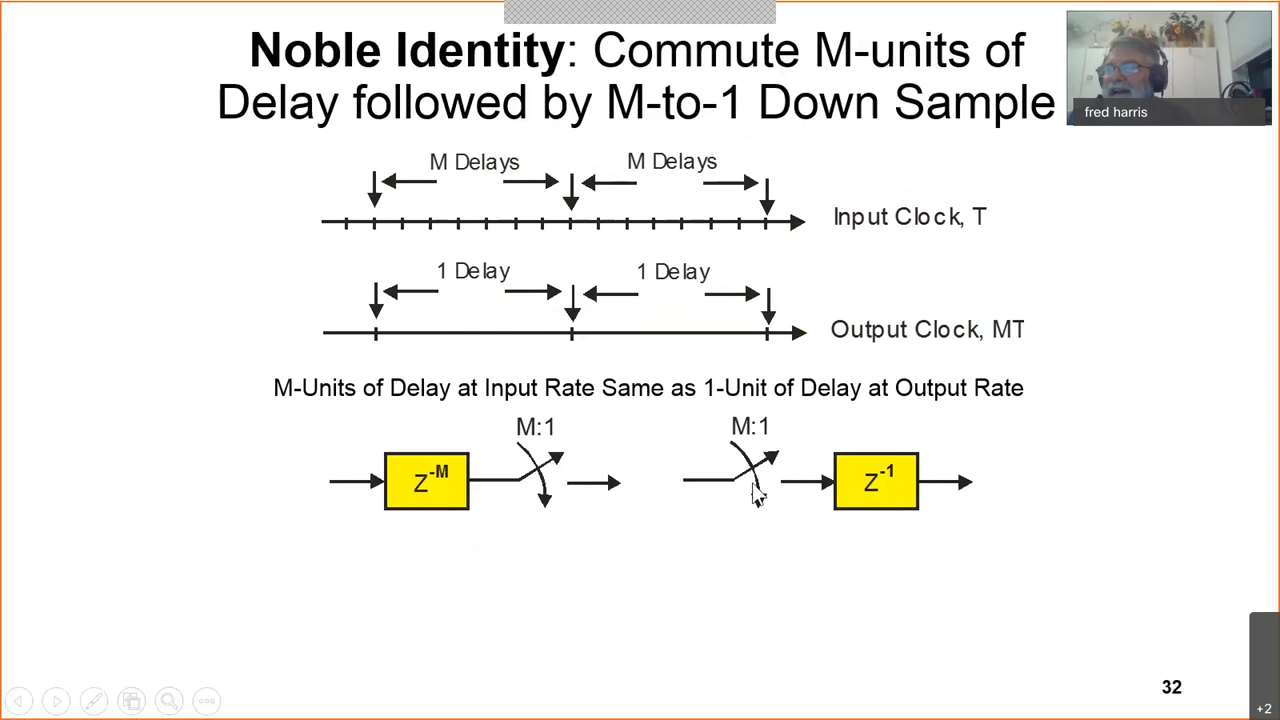 Noble Identity: Commute M-units of
Delay followed by M-to-1 Down Sample
fred harris
M Delays M Delays
Input Clock, T
1 Delay 1 Delay
Output Clock, MT
M-Units of Delay at Input Rate Same as 1-Unit of Delay at Output Rate
M:1 M:1
Z-M Z-1
32
+2